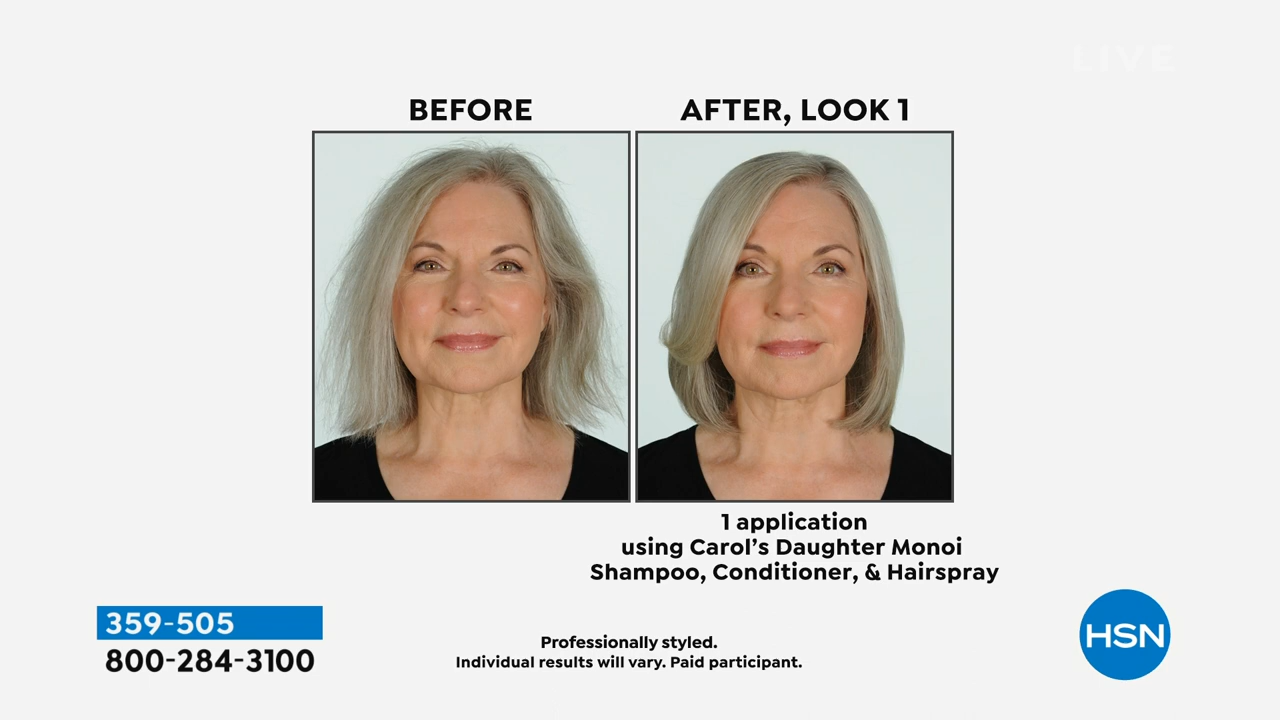 LIVE
BEFORE
AFTER, LOOK 1
1 application
using Carol's Daughter Monoi
Shampoo, Conditioner, & Hairspray
359-505
800-284-3100
Professionally styled.
Individual results will vary. Paid participant.
HSN